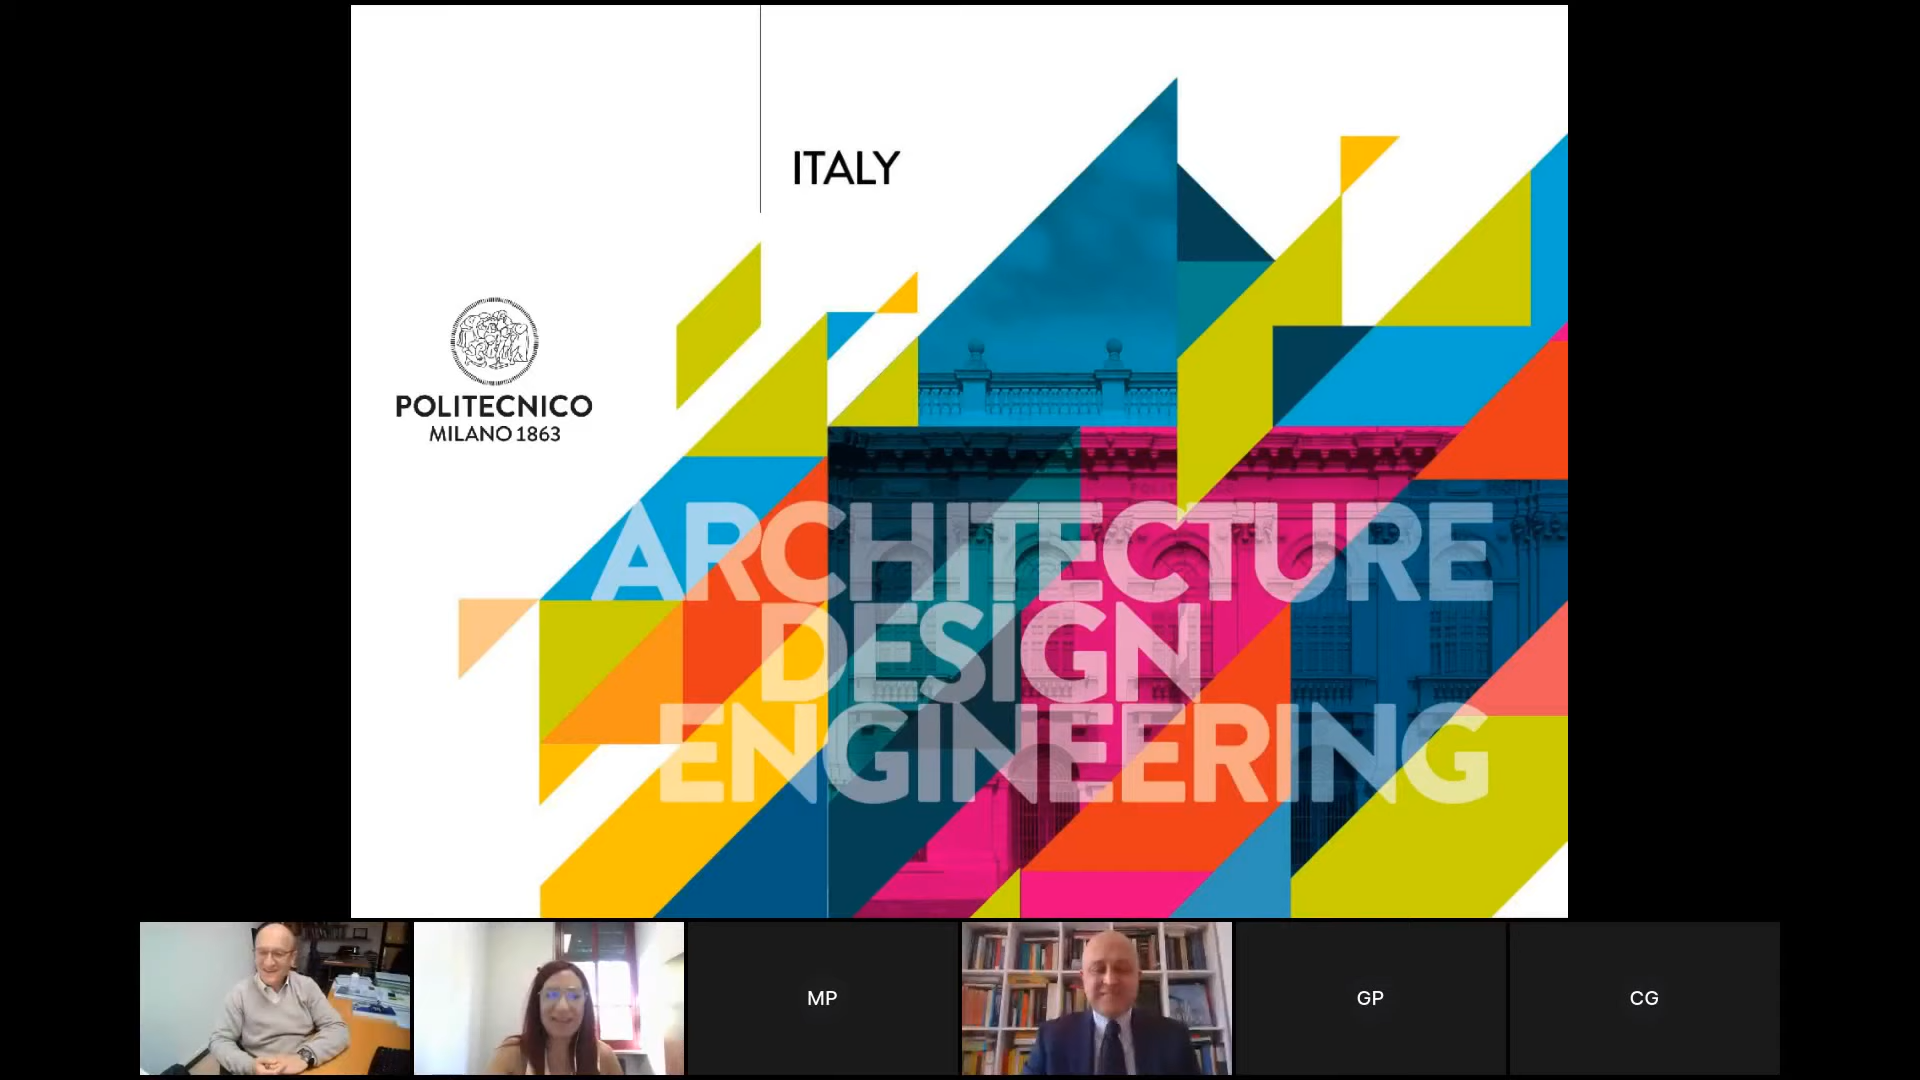 ITALY
POLITECNICO
MILANO 1863
ARCHITECTURE
DESIGN
ENGINEERING
MP
GP
CG